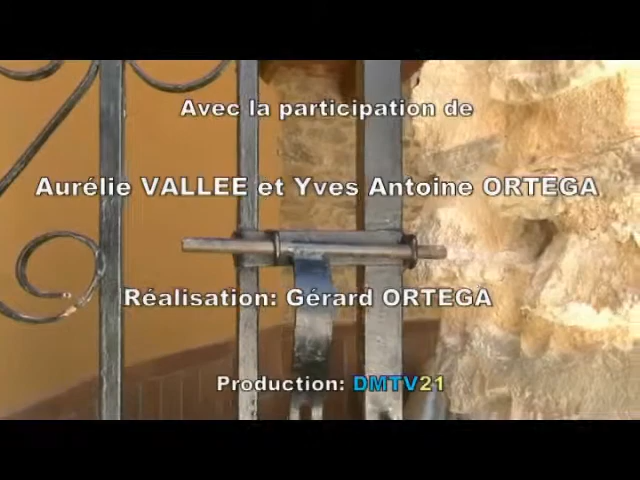 Avec la participation de
Aurélie VALLEE et Yves Antoine ORTEGA
Réalisation: Gérard ORTEGA
Production: DMTV21